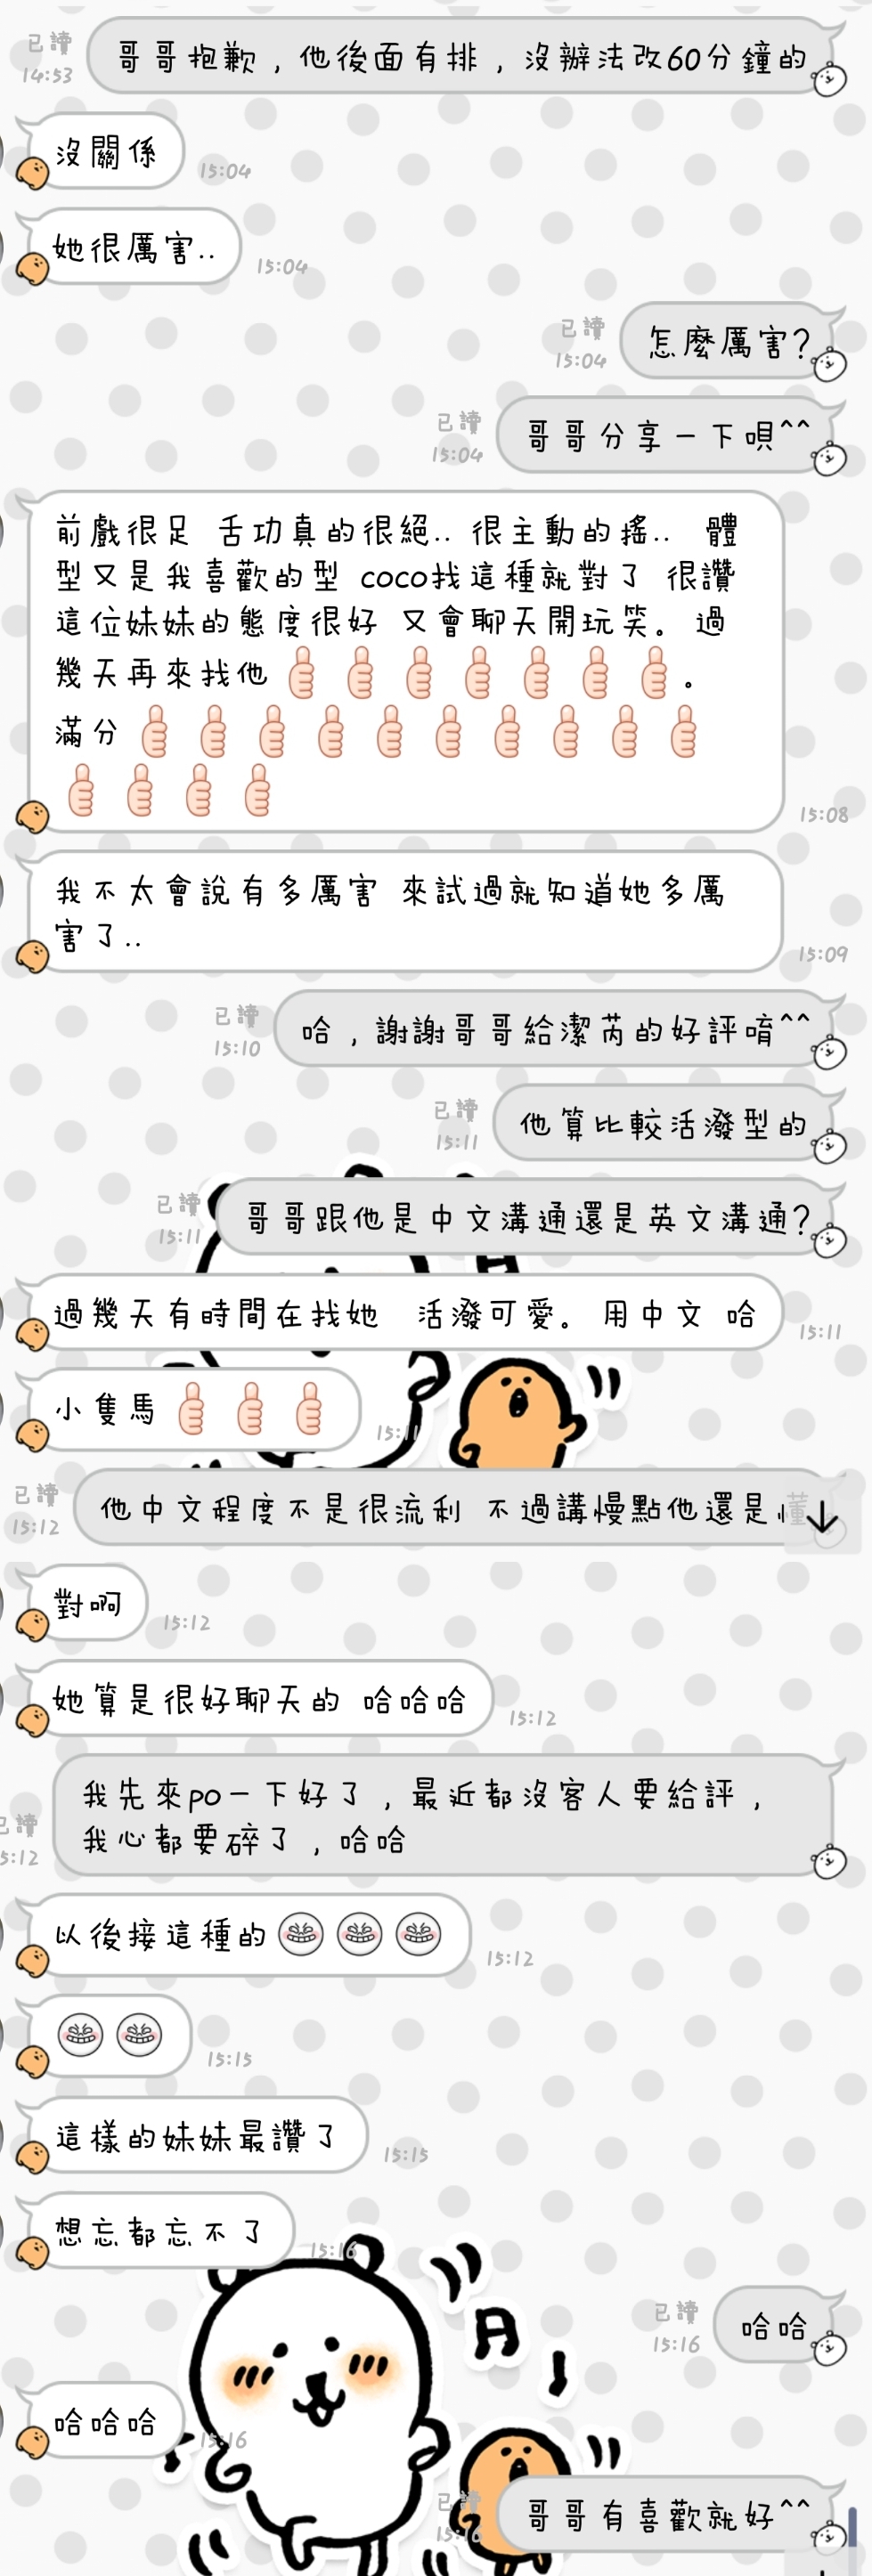 哥哥抱歉，他後面有排，沒辦法改60分鐘的
已讀
14:53
沒關係
15:04
她很厲害..
15:04
怎麼厲害?
已讀
15:04
哥哥分享一下唄^^
已讀
15:04
前戲很足 舌功真的很絕.. 很主動的搖.. 體
型又是我喜歡的型 coco找這種就對了 很讚
這位妹妹的態度很好 又會聊天開玩笑。過
幾天再來找他👍👍👍👍👍👍👍。
滿分👍👍👍👍👍👍👍👍👍👍
👍👍👍👍
15:08
我不太會說有多厲害 來試過就知道她多厲
害了..
15:09
哈，謝謝哥哥給潔芮的好評唷^^
已讀
15:10
他算比較活潑型的
已讀
15:11
哥哥跟他是中文溝通還是英文溝通?
已讀
15:11
過幾天有時間在找她 活潑可愛。用中文 哈
15:11
小隻馬👍👍👍
15:11
他中文程度不是很流利 不過講慢點他還是懂
已讀
15:12
對啊
15:12
她算是很好聊天的 哈哈哈
15:12
我先來po一下好了，最近都沒客人要給評，
我心都要碎了，哈哈
已讀
5:12
以後接這種的
15:12
15:15
這樣的妹妹最讚了
15:15
想忘都忘不了
15:16
哈哈
已讀
15:16
哈哈哈
15:16
哥哥有喜歡就好^^
已讀
15:16